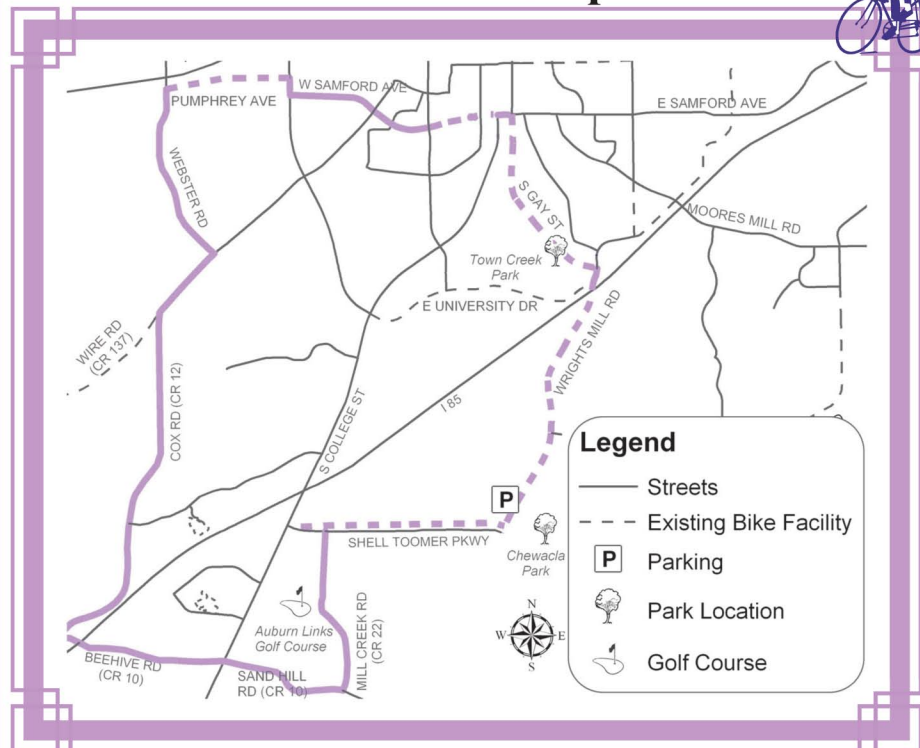 PUMPHREY AVE
W SAMFORD AVE
E SAMFORD AVE
WEBSTER RD
S GAY ST
MOORES MILL RD
Town Creek
Park
E UNIVERSITY DR
WRIGHTS MILL RD
WIRE RD
(CR 137)
COX RD (CR 12)
I 85
S COLLEGE ST
P
SHELL TOOMER PKWY
Chewacla
Park
Auburn Links
Golf Course
MILL CREEK RD
(CR 22)
BEEHIVE RD
(CR 10)
SAND HILL
RD (CR 10)
N
W
E
S
Legend
Streets
Existing Bike Facility
P Parking
Park Location
Golf Course